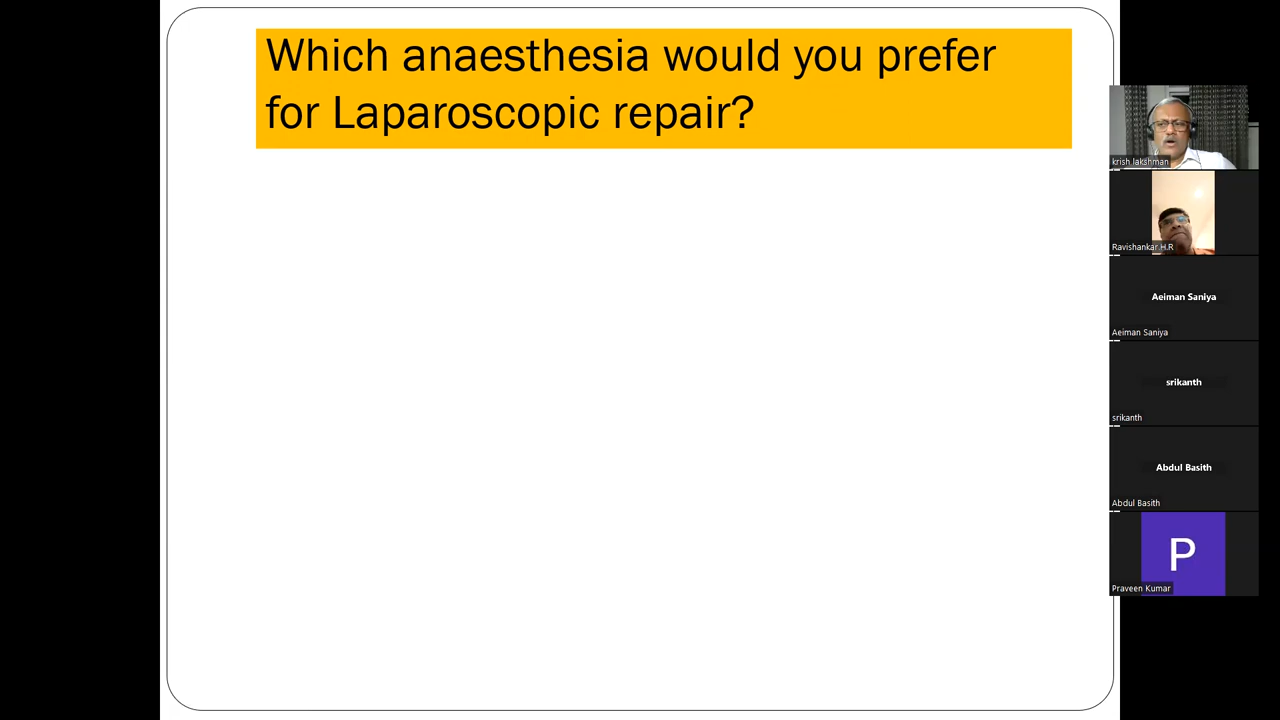 Which anaesthesia would you prefer
for Laparoscopic repair?
krish lakshman
Ravishankar.H.R
Aeiman Saniya
Aeiman Saniya
srikanth
srikanth
Abdul Basith
Abdul Basith
P
Praveen Kumar